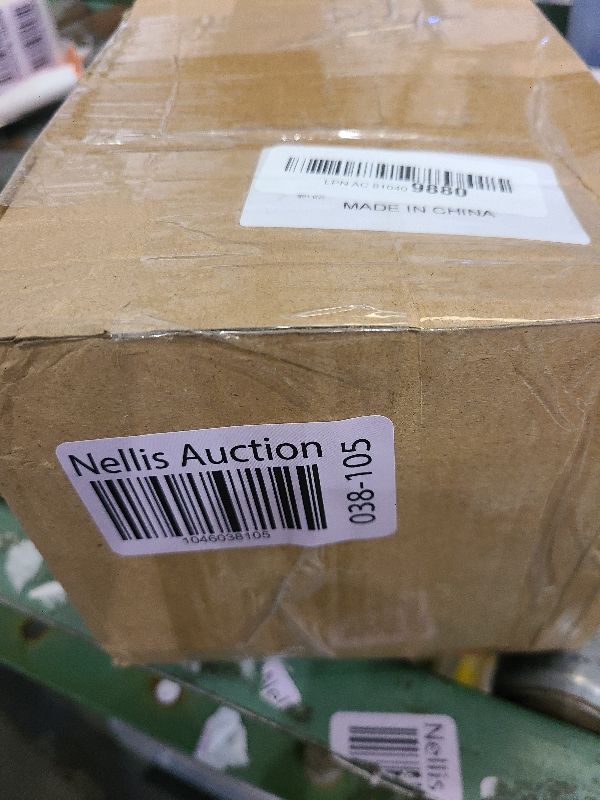 LPN AC 81040 9880
MADE IN CHINA
Nellis Auction
1046038105
038-105
Nellis